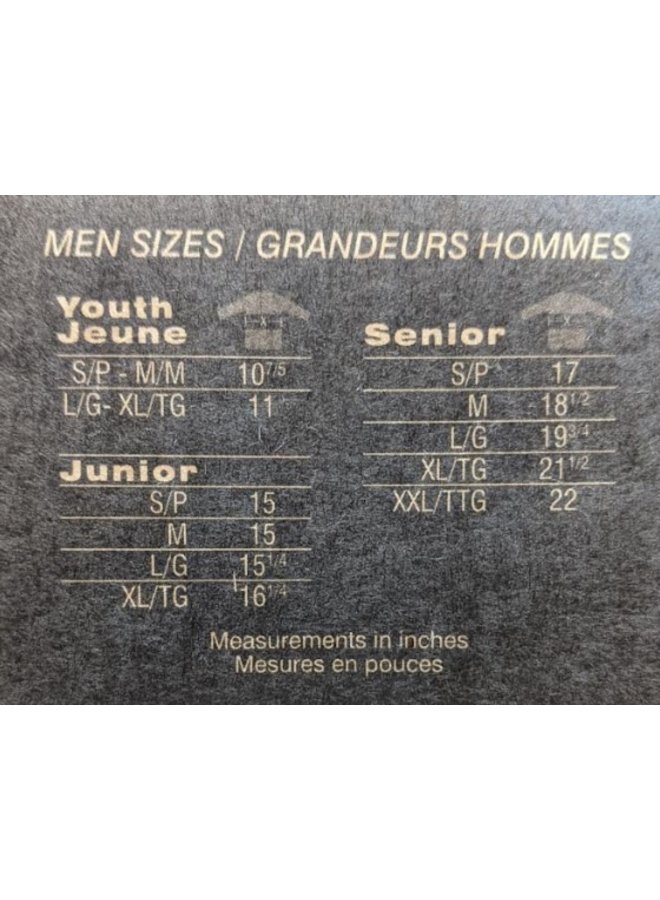 MEN SIZES / GRANDEURS HOMMES
Youth
Jeune
X
S/P - M/M 10 7/5
L/G- XL/TG 11
Junior
S/P 15
M 15
L/G 15 1/4
XL/TG 16 1/4
Senior
X
S/P 17
M 18 1/2
L/G 19 3/4
XL/TG 21 1/2
XXL/TTG 22
Measurements in inches
Mesures en pouces